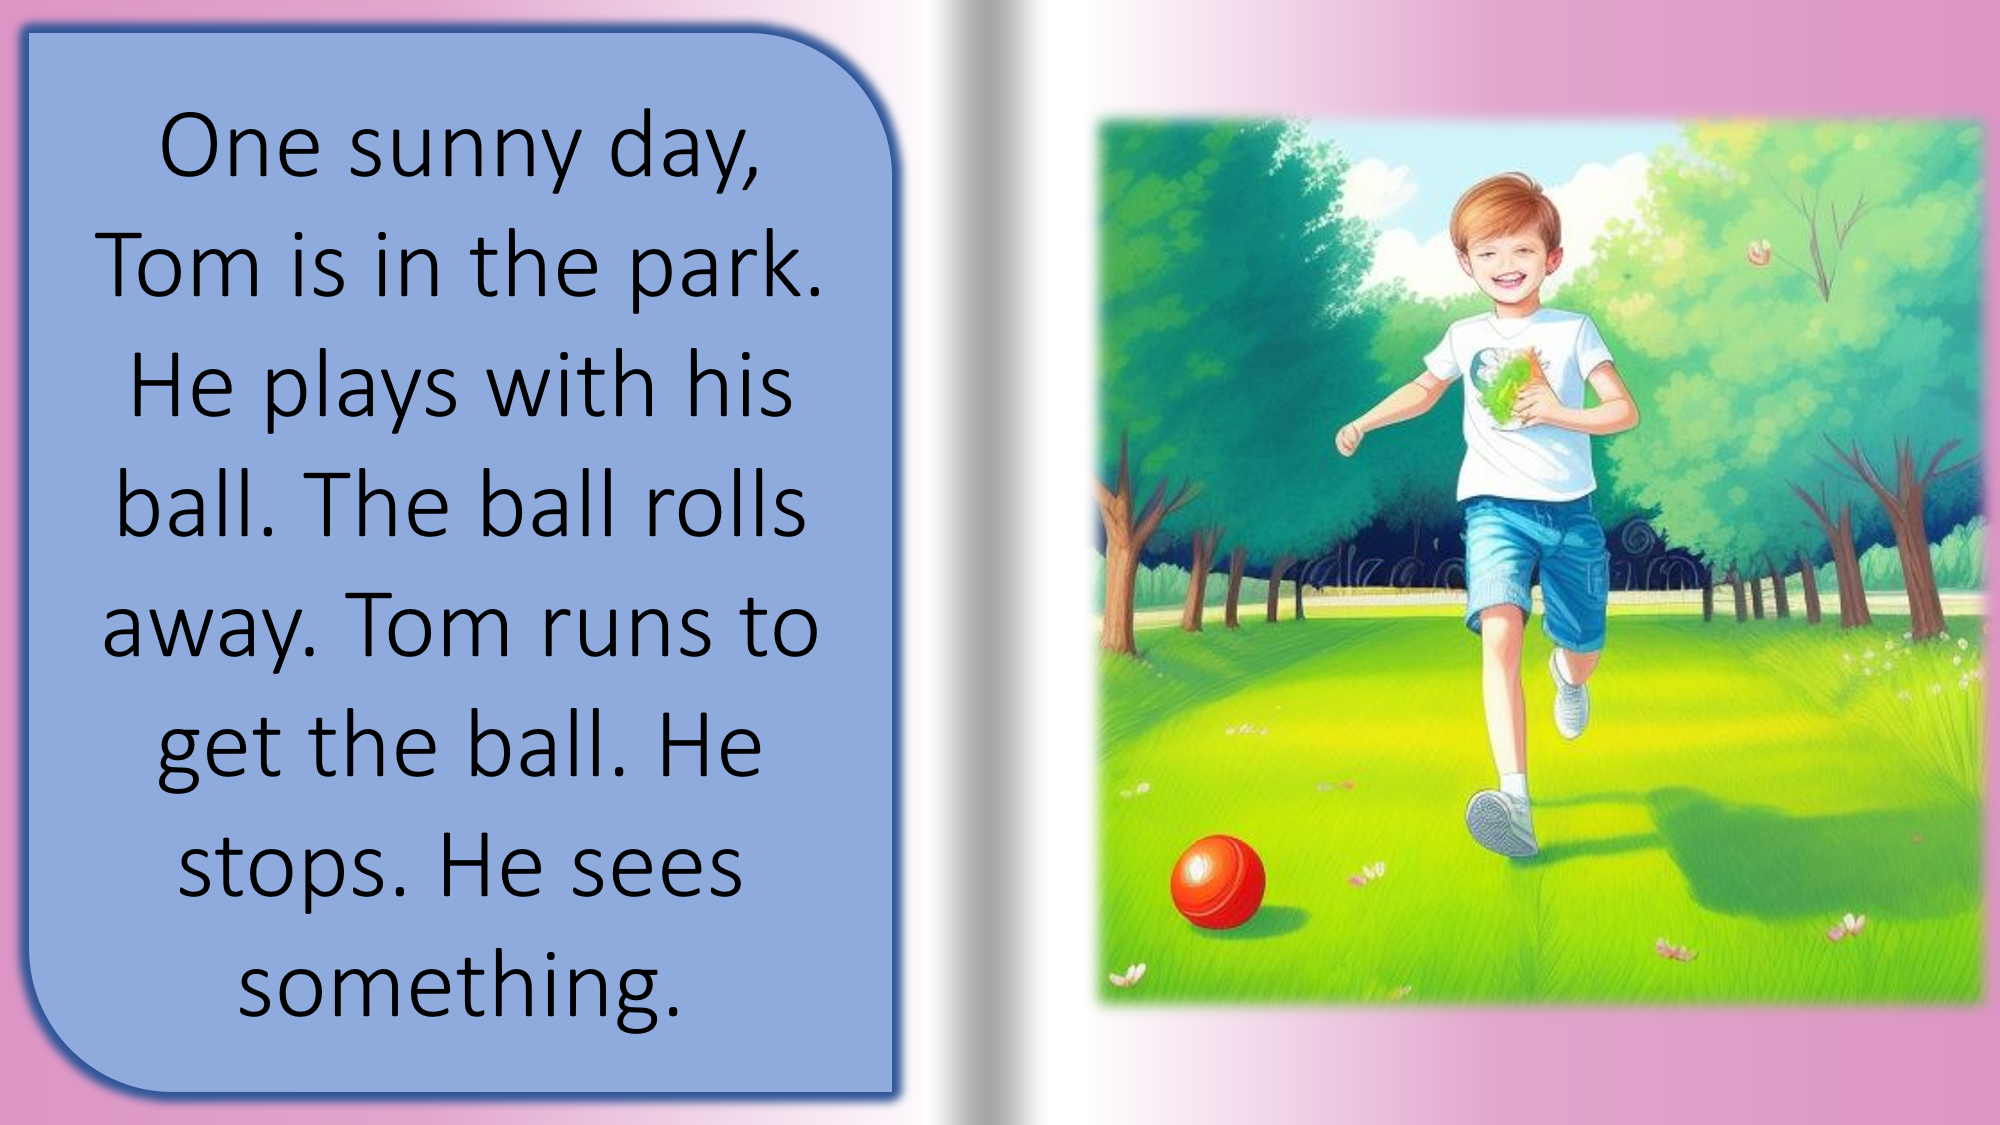 One sunny day,
Tom is in the park.
He plays with his
ball. The ball rolls
away. Tom runs to
get the ball. He
stops. He sees
something.